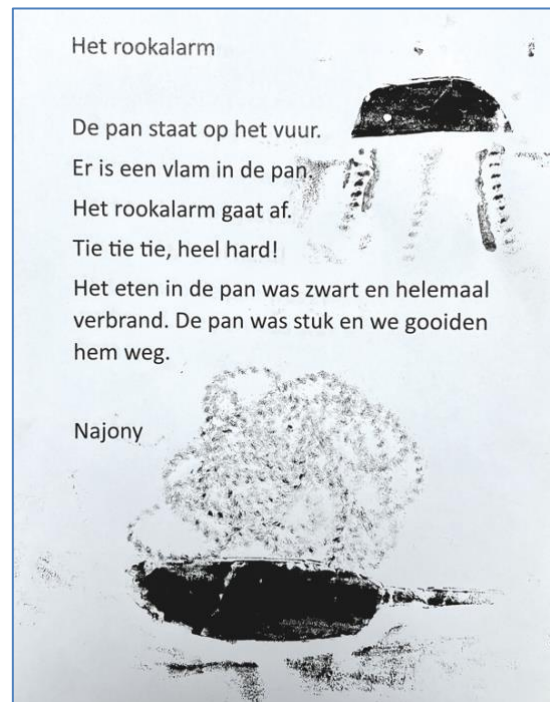 Het rookalarm
De pan staat op het vuur.
Er is een vlam in de pan.
Het rookalarm gaat af.
Tie tie tie, heel hard!
Het eten in de pan was zwart en helemaal
verbrand. De pan was stuk en we gooiden
hem weg.
Najony